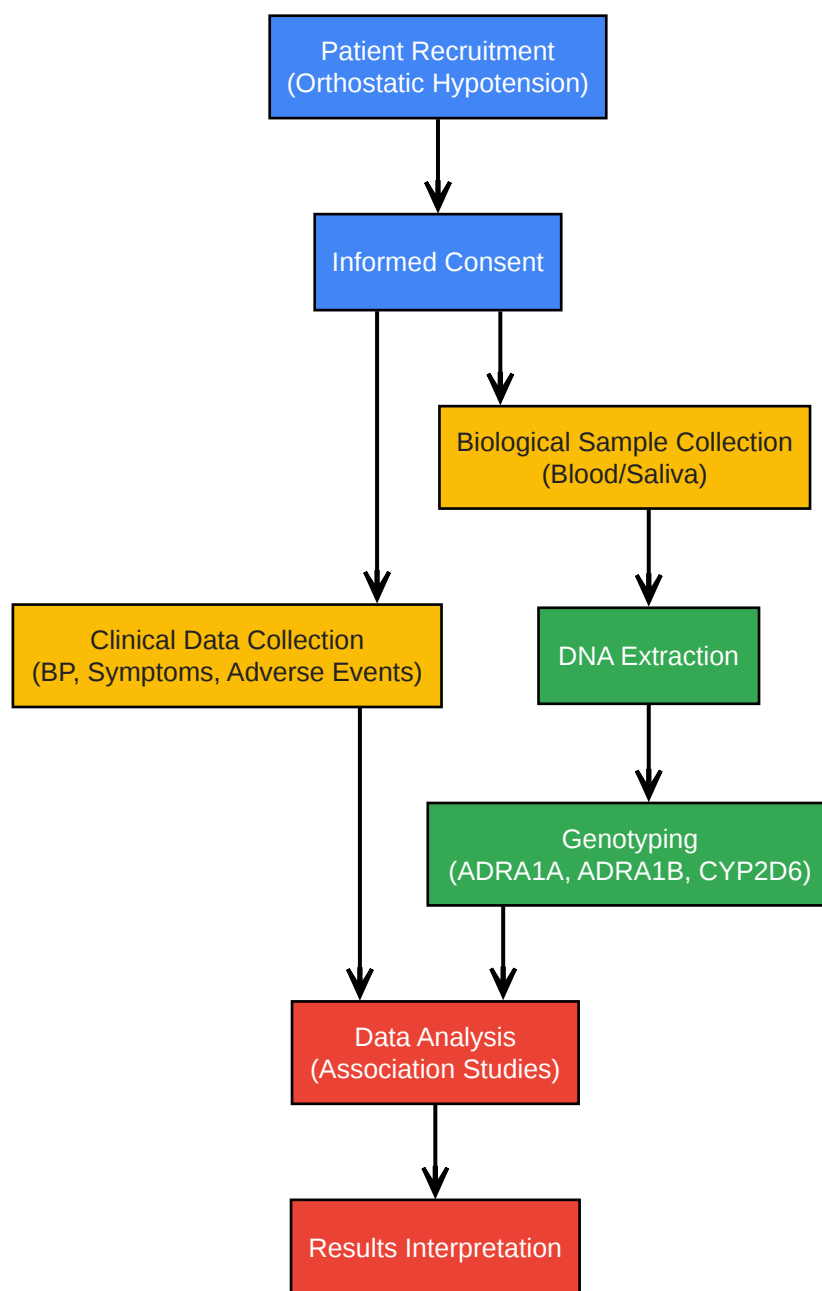 Patient Recruitment
(Orthostatic Hypotension)
Informed Consent
Biological Sample Collection
(Blood/Saliva)
Clinical Data Collection
(BP, Symptoms, Adverse Events)
DNA Extraction
Genotyping
(ADRA1A, ADRA1B, CYP2D6)
Data Analysis
(Association Studies)
Results Interpretation